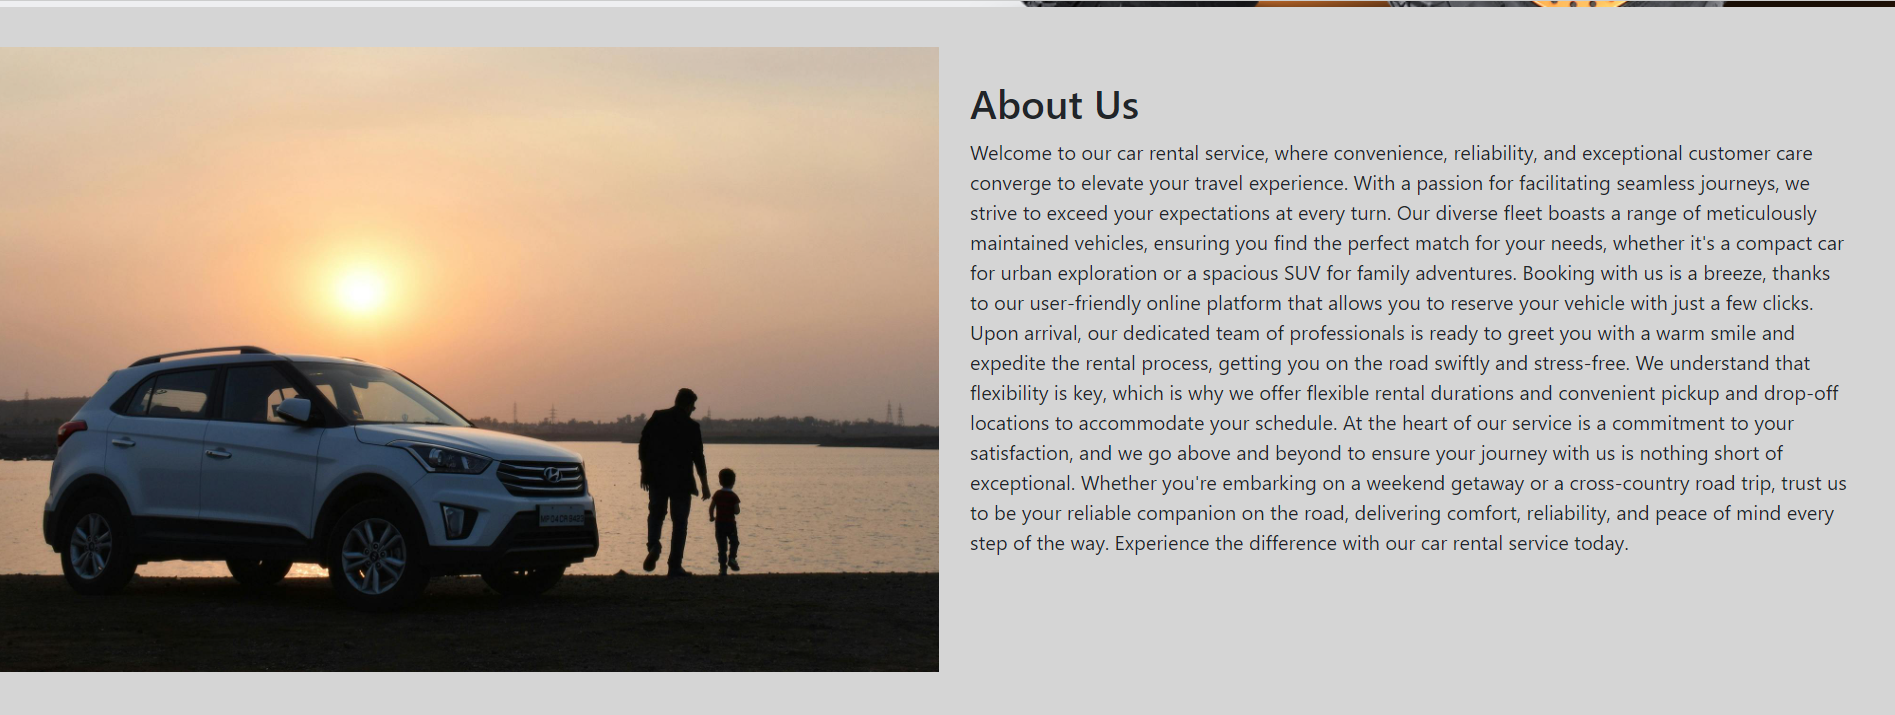 About Us
Welcome to our car rental service, where convenience, reliability, and exceptional customer care
converge to elevate your travel experience. With a passion for facilitating seamless journeys, we
strive to exceed your expectations at every turn. Our diverse fleet boasts a range of meticulously
maintained vehicles, ensuring you find the perfect match for your needs, whether it's a compact car
for urban exploration or a spacious SUV for family adventures. Booking with us is a breeze, thanks
to our user-friendly online platform that allows you to reserve your vehicle with just a few clicks.
Upon arrival, our dedicated team of professionals is ready to greet you with a warm smile and
expedite the rental process, getting you on the road swiftly and stress-free. We understand that
flexibility is key, which is why we offer flexible rental durations and convenient pickup and drop-off
locations to accommodate your schedule. At the heart of our service is a commitment to your
satisfaction, and we go above and beyond to ensure your journey with us is nothing short of
exceptional. Whether you're embarking on a weekend getaway or a cross-country road trip, trust us
to be your reliable companion on the road, delivering comfort, reliability, and peace of mind every
step of the way. Experience the difference with our car rental service today.